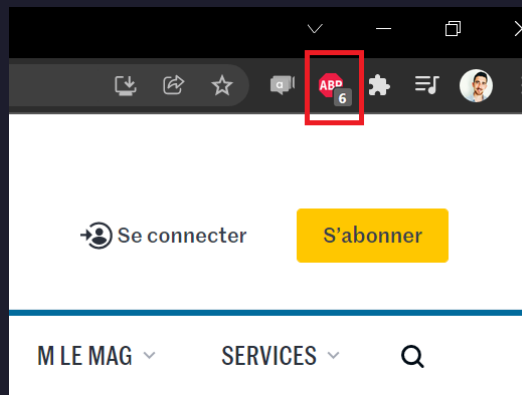 a
ABP
6
Se connecter
S'abonner
M LE MAG
SERVICES